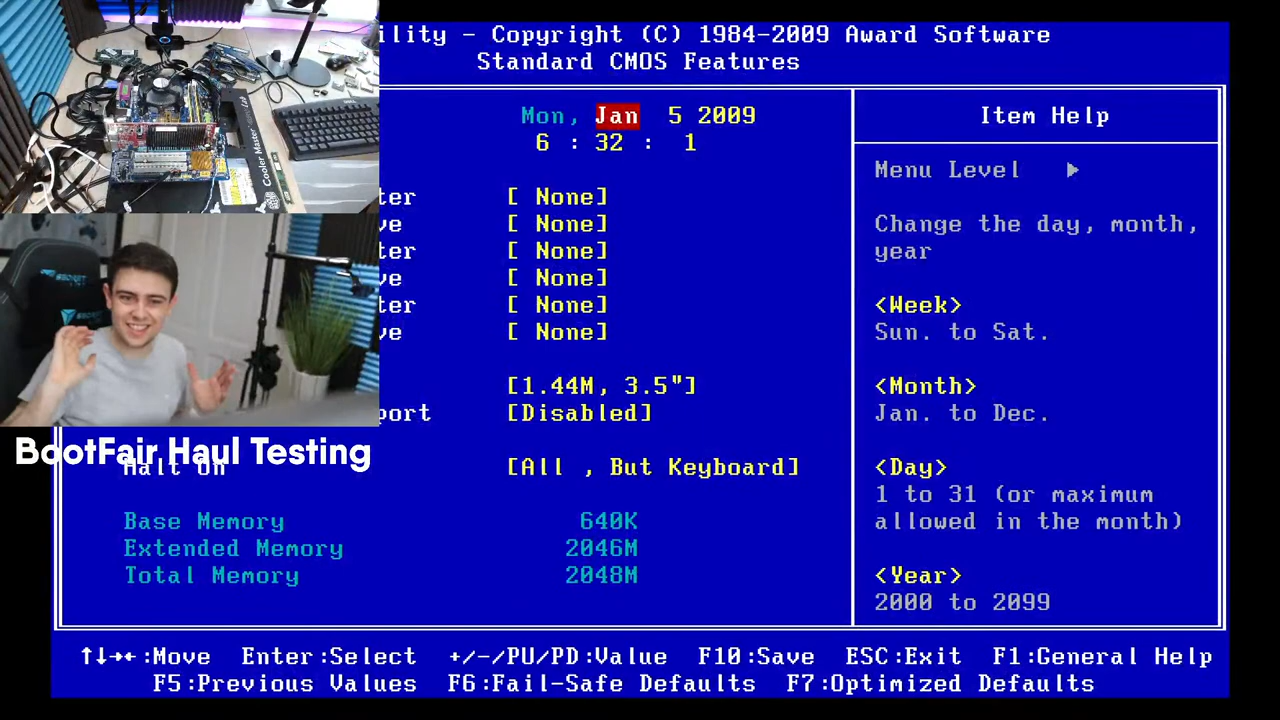 ility - Copyright (C) 1984-2009 Award Software
Standard CMOS Features
Mon, Jan 5 2009
6 : 32 : 1
ter [ None]
ve [ None]
ter [ None]
ve [ None]
ter [ None]
ve [ None]
[1.44M, 3.5"]
port [Disabled]
BootFair Haul Testing
Halt On [All , But Keyboard]
Base Memory 640K
Extended Memory 2046M
Total Memory 2048M
Item Help
Menu Level ►
Change the day, month,
year
<Week>
Sun. to Sat.
<Month>
Jan. to Dec.
<Day>
1 to 31 (or maximum
allowed in the month)
<Year>
2000 to 2099
↑↓→←:Move Enter:Select +/-/PU/PD:Value F10:Save ESC:Exit F1:General Help
F5:Previous Values F6:Fail-Safe Defaults F7:Optimized Defaults
Cooler Master